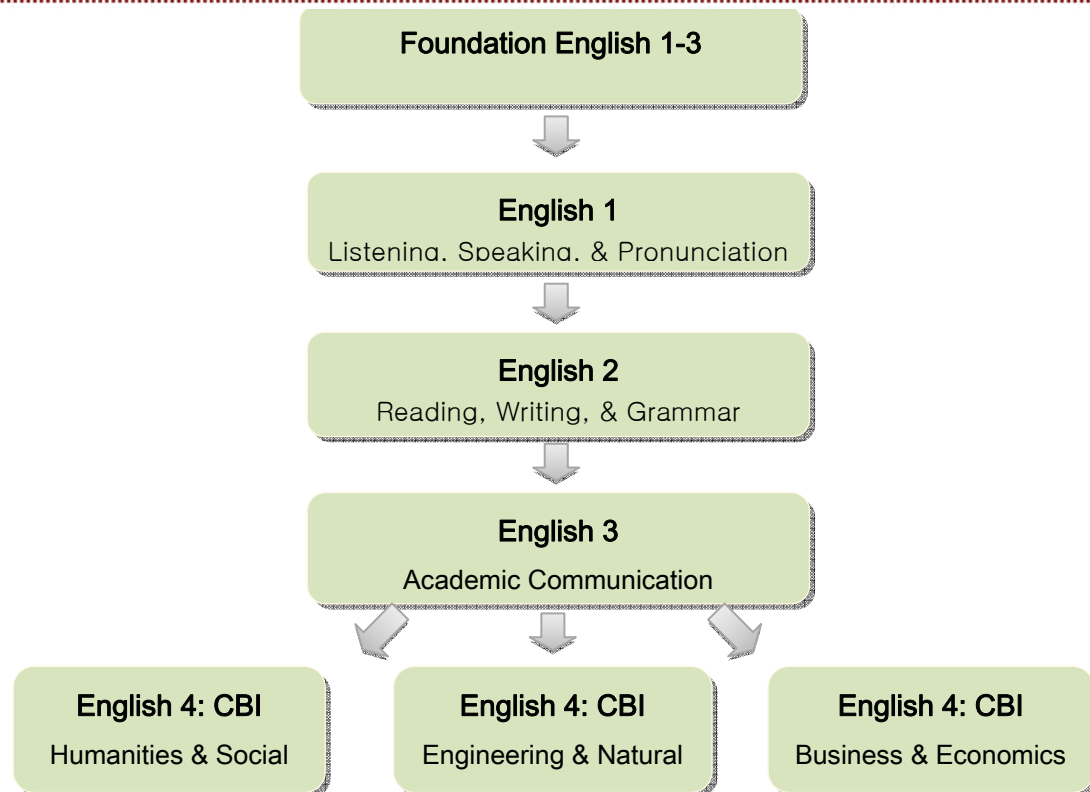 Foundation English 1-3
English 1
Listening, Speaking, & Pronunciation
English 2
Reading, Writing, & Grammar
English 3
Academic Communication
English 4: CBI
Humanities & Social
English 4: CBI
Engineering & Natural
English 4: CBI
Business & Economics